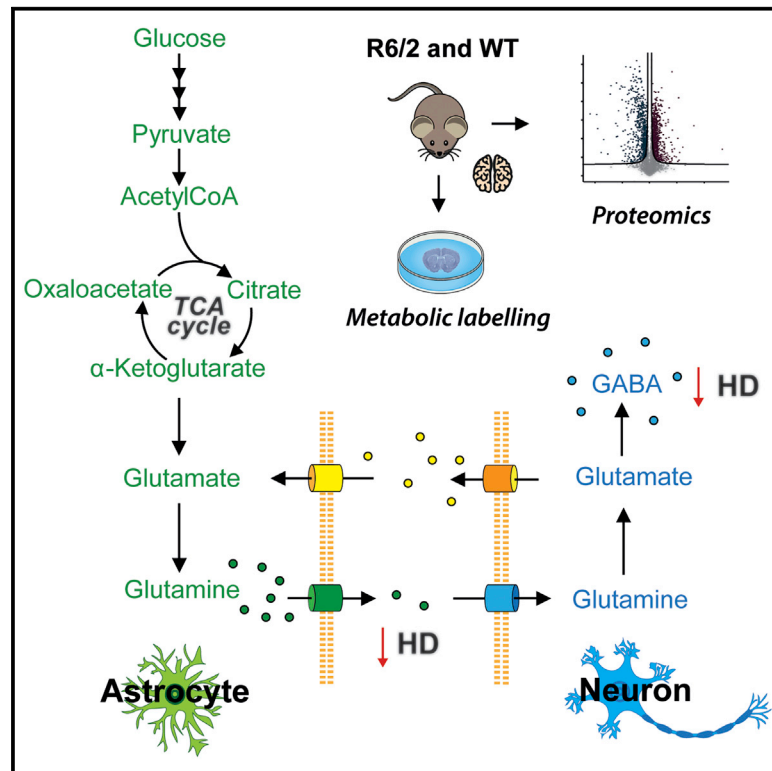 Glucose
Pyruvate
AcetylCoA
Oxaloacetate
Citrate
TCA
cycle
α-Ketoglutarate
Glutamate
Glutamine
Astrocyte
R6/2 and WT
Proteomics
Metabolic labelling
HD
GABA
HD
Glutamate
Glutamine
Neuron